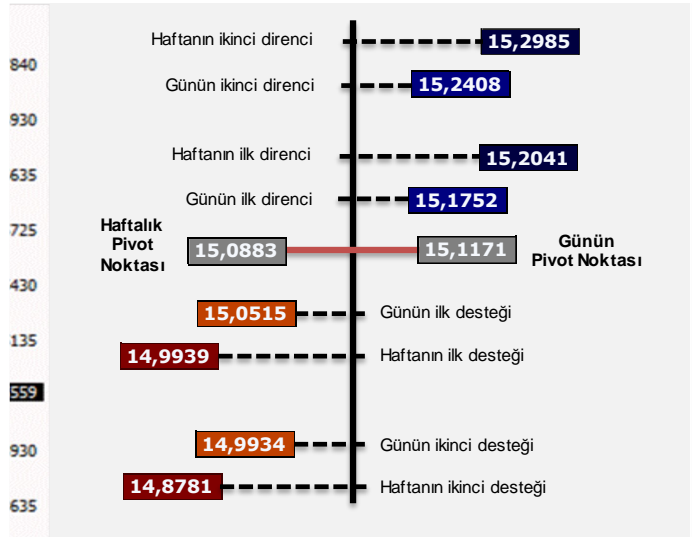 Haftanın ikinci direnci
15,2985
840
Günün ikinci direnci
15,2408
930
Haftanın ilk direnci
15,2041
635
Günün ilk direnci
15,1752
725
Haftalık
Pivot
Noktası
15,0883
15,1171
Günün
Pivot Noktası
430
15,0515
Günün ilk desteği
135
14,9939
Haftanın ilk desteği
559
14,9934
Günün ikinci desteği
930
14,8781
Haftanın ikinci desteği
635